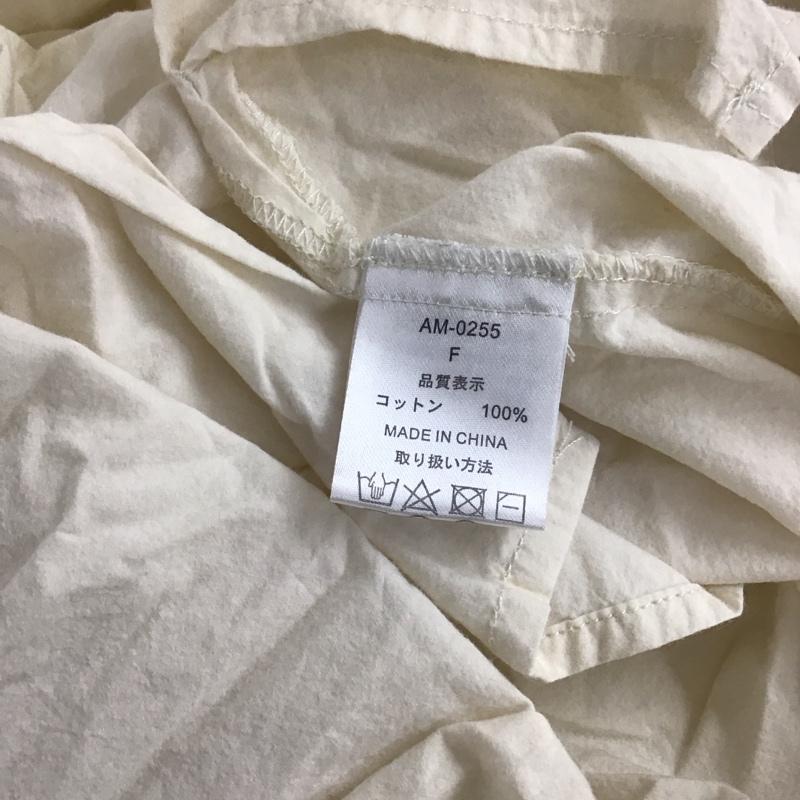 AM-0255
F
品質表示
コットン 100%
MADE IN CHINA
取り扱い方法